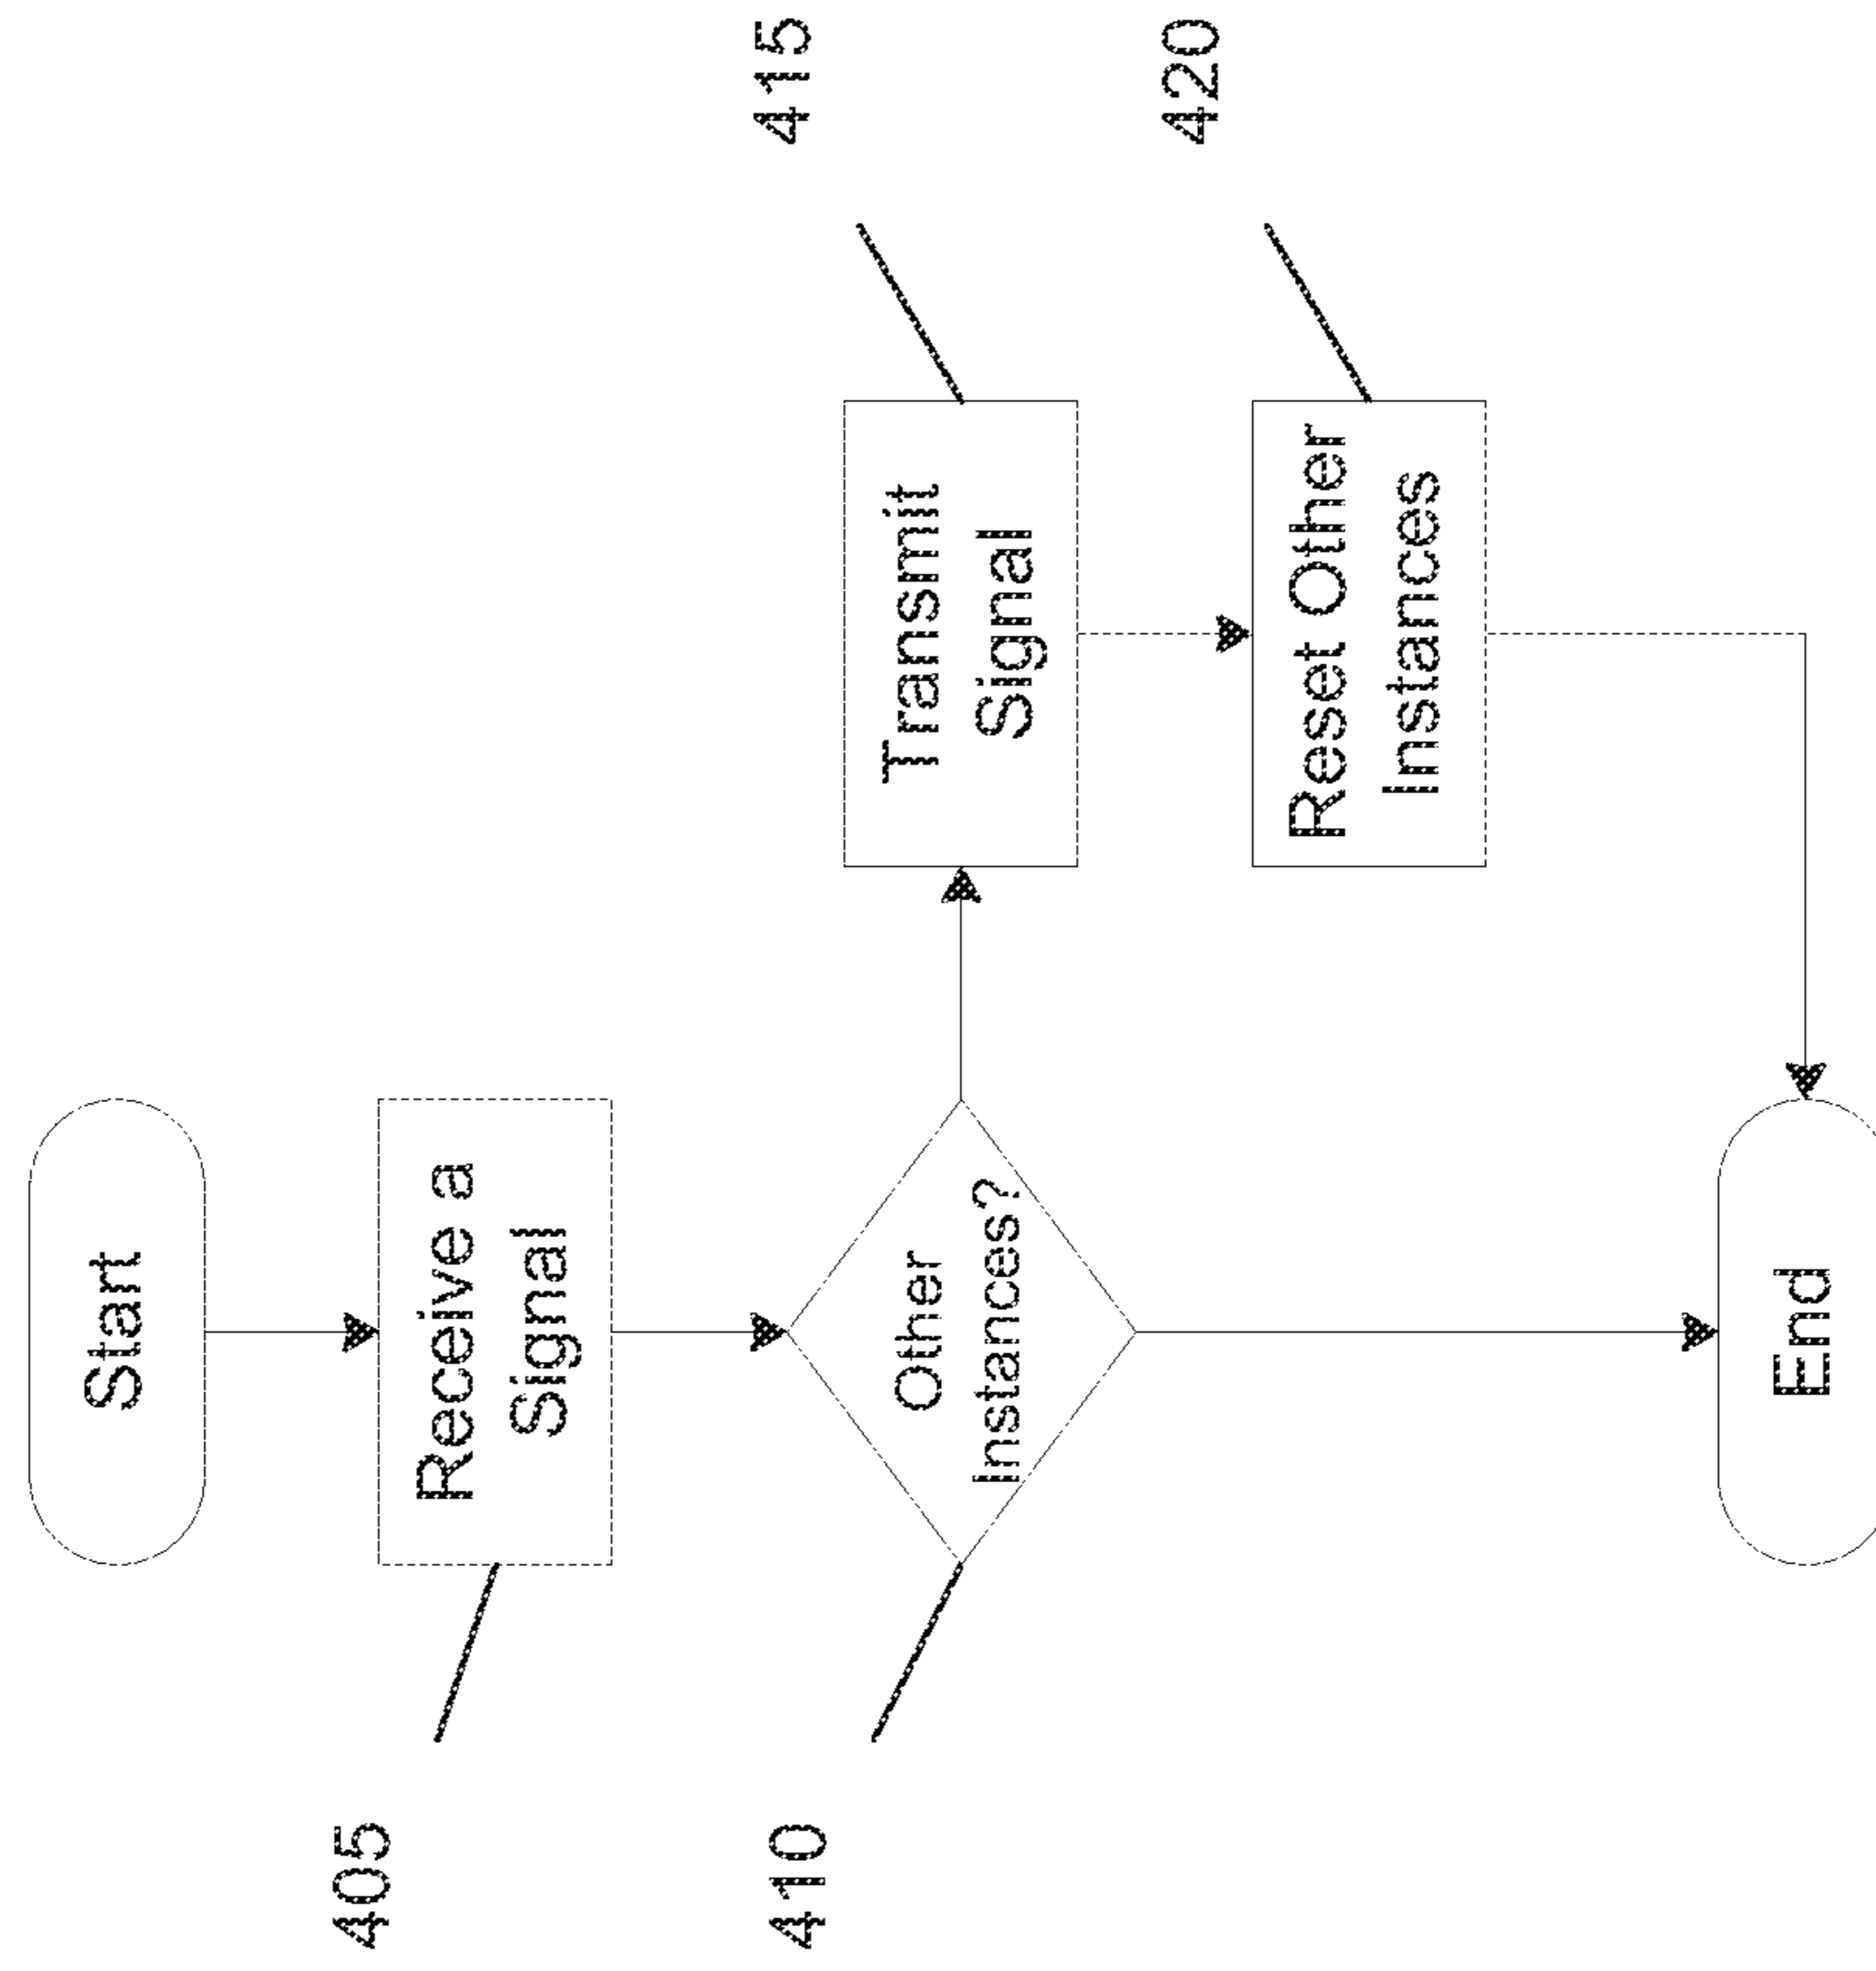 Start
405
Receive a
Signal
410
Other
Instances?
415
Transmit
Signal
420
Reset Other
Instances
End